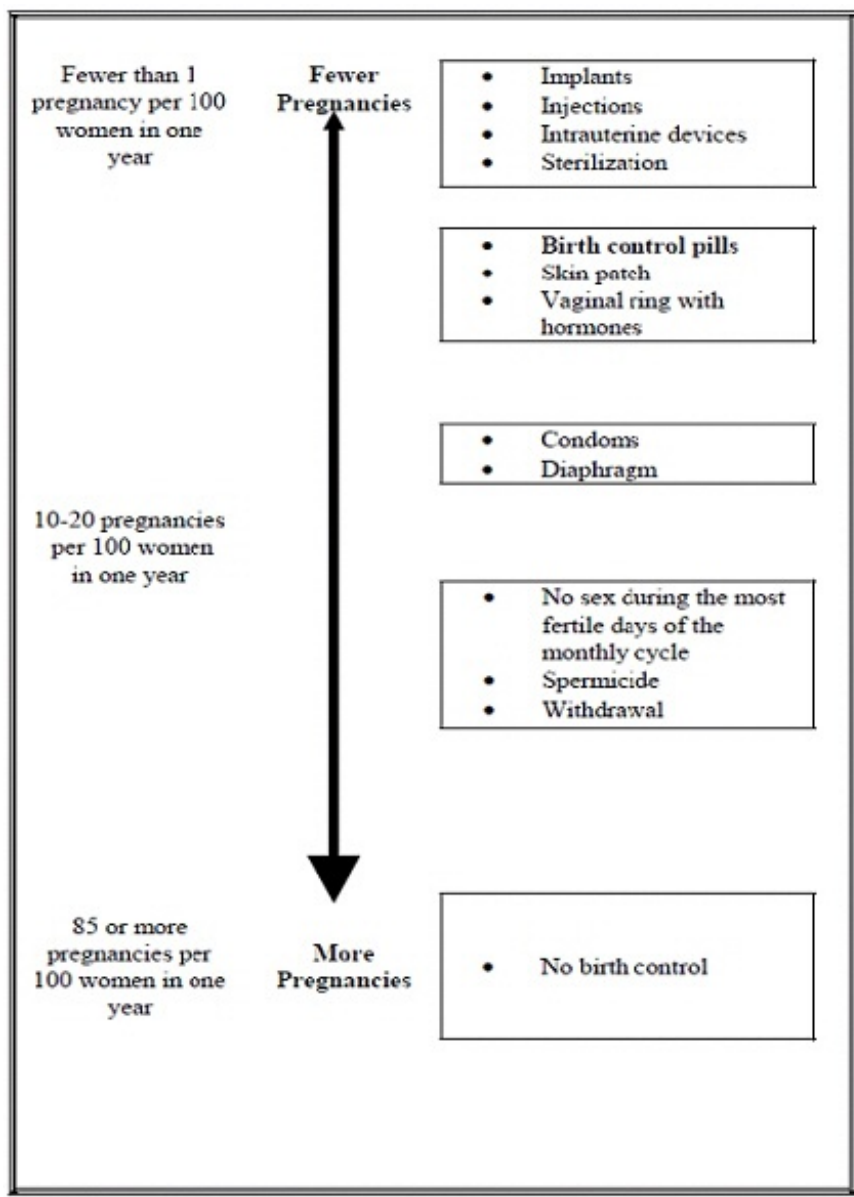 Fewer than 1
pregnancy per 100
women in one
year
Fewer
Pregnancies
• Implants
• Injections
• Intrauterine devices
• Sterilization
• Birth control pills
• Skin patch
• Vaginal ring with
hormones
• Condoms
• Diaphragm
10-20 pregnancies
per 100 women
in one year
• No sex during the most
fertile days of the
monthly cycle
• Spermicide
• Withdrawal
85 or more
pregnancies per
100 women in one
year
More
Pregnancies
• No birth control